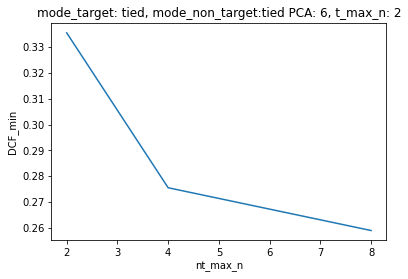 mode_target: tied, mode_non_target:tied PCA: 6, t_max_n: 2
0.33
0.32
0.31
0.30
0.29
0.28
0.27
0.26
DCF_min
2 3 4 5 6 7 8
nt_max_n